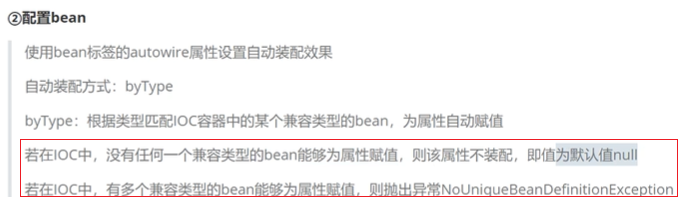 ②配置bean
使用bean标签的autowire属性设置自动装配效果
自动装配方式：byType
byType：根据类型匹配IOC容器中的某个兼容类型的bean，为属性自动赋值
若在IOC中，没有任何一个兼容类型的bean能够为属性赋值，则该属性不装配，即值为默认值null
若在IOC中，有多个兼容类型的bean能够为属性赋值，则抛出异常NoUniqueBeanDefinitionException